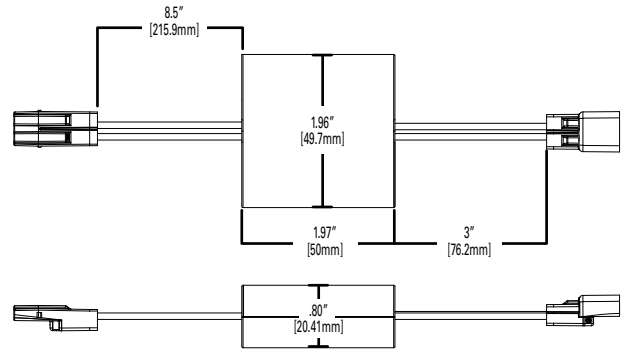 8.5"
[215.9mm]
1.96"
[49.7mm]
1.97"
[50mm]
3"
[76.2mm]
.80"
[20.41mm]